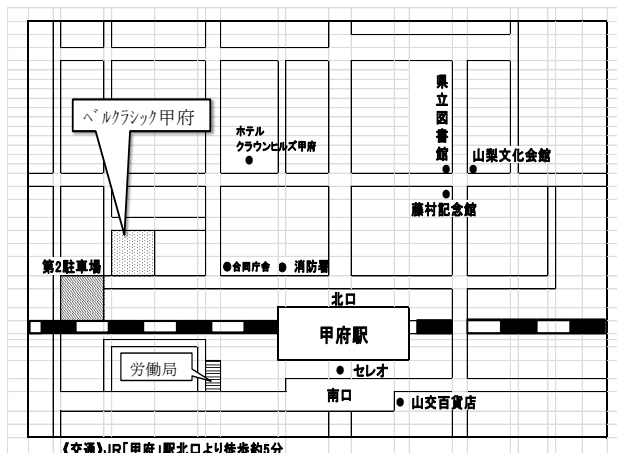 ベルクラシック甲府
県立図書館
ホテル
クラウンヒルズ甲府
山梨文化会館
藤村記念館
第2駐車場
合同庁舎
消防署
北口
甲府駅
労働局
セレオ
南口
山交百貨店
《交通》JR「甲府」駅北口より徒歩約5分